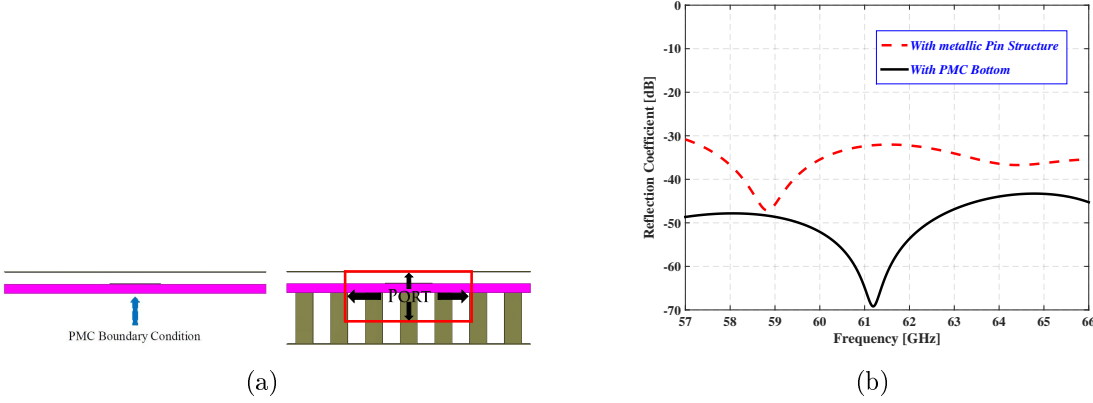 PMC Boundary Condition
PORT
(a)
0
-10
-20
-30
-40
-50
-60
-70
Reflection Coefficient [dB]
With metallic Pin Structure
With PMC Bottom
57 58 59 60 61 62 63 64 65 66
Frequency [GHz]
(b)